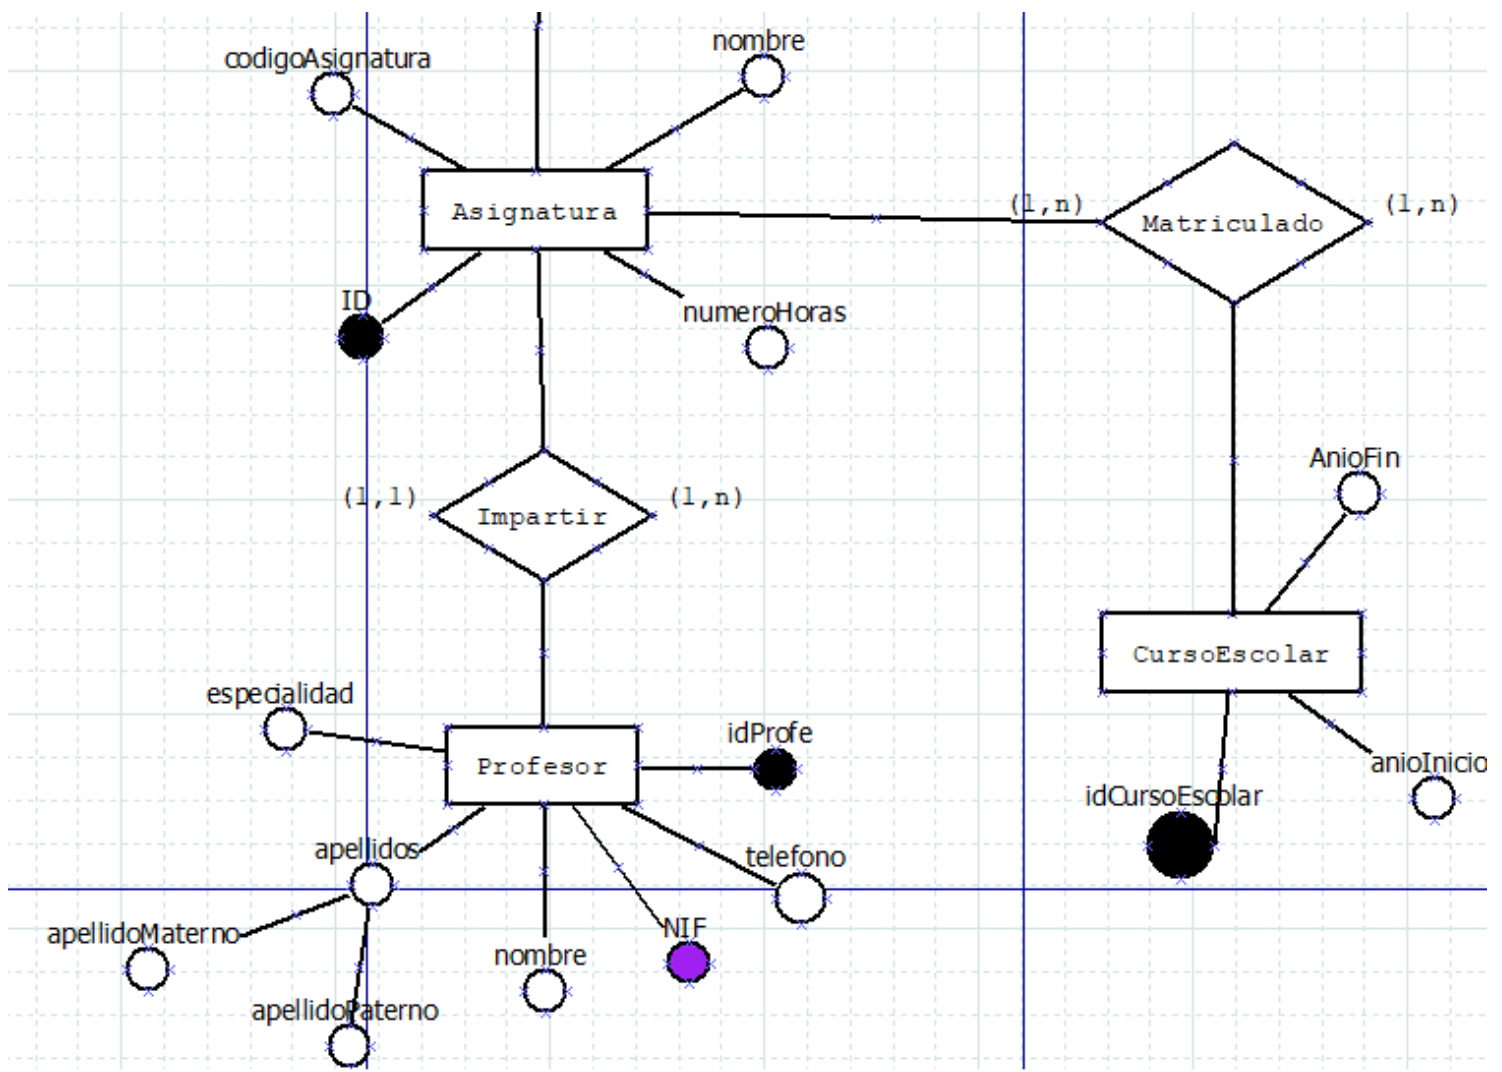 nombre
codigoAsignatura
(1,n)
(1,n)
Asignatura
Matriculado
ID
numeroHoras
AnioFin
(1,1)
(1,n)
Impartir
CursoEscolar
especialidad
idProfe
Profesor
anioInicio
idCursoEscolar
apellidos
telefono
apellidoMaterno
NIF
nombre
apellidoPaterno